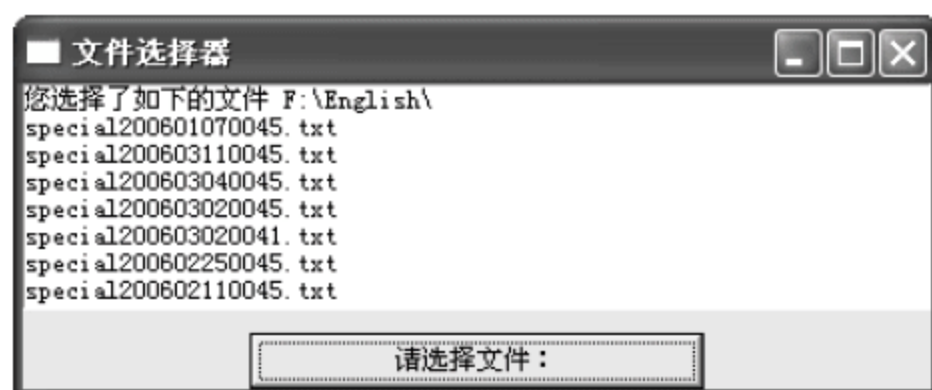 文件选择器
您选择了如下的文件 F:\English\
special200601070045.txt
special200603110045.txt
special200603040045.txt
special200603020045.txt
special200603020041.txt
special200602250045.txt
special200602110045.txt
请选择文件：